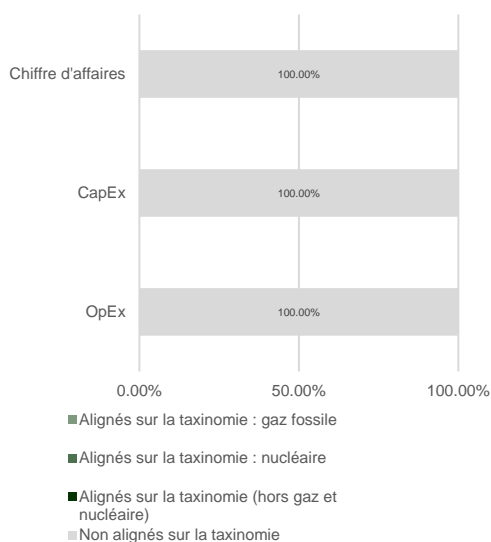 Chiffre d'affaires
100.00%
CapEx
100.00%
OpEx
100.00%
0.00% 50.00% 100.00%
Alignés sur la taxinomie : gaz fossile
Alignés sur la taxinomie : nucléaire
Alignés sur la taxinomie (hors gaz et
nucléaire)
Non alignés sur la taxinomie